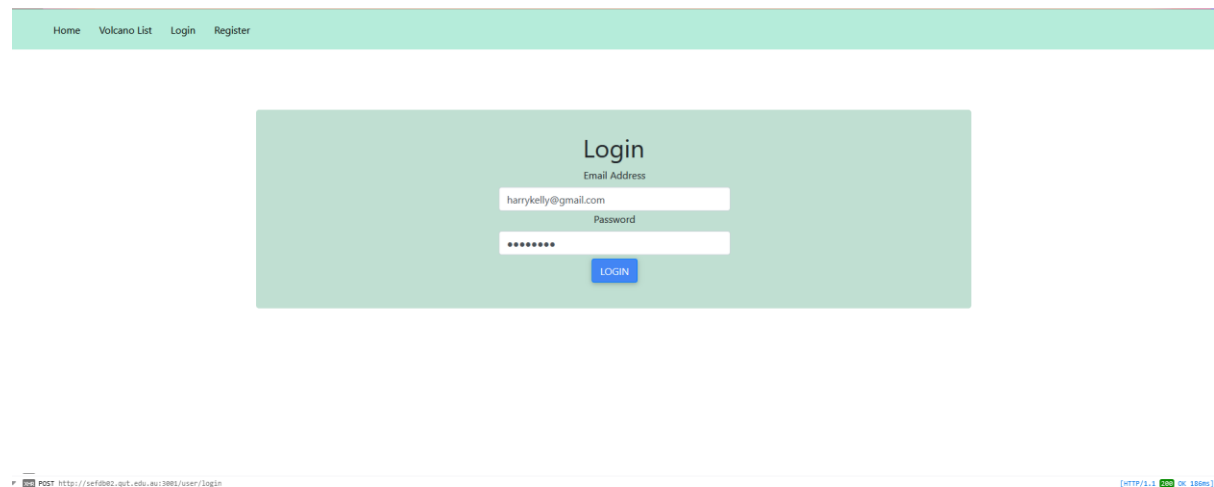 Home Volcano List Login Register
Login
Email Address
harrykelly@gmail.com
Password
••••••••
LOGIN
POST http://sefdb02.qut.edu.au:3001/user/login [HTTP/1.1 200 OK 186ms]